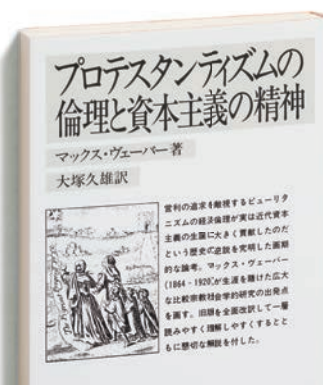 プロテスタンティズムの
倫理と資本主義の精神
マックス・ヴェーバー著
大塚久雄訳
営利の追求を敵視するピューリタ
ニズムの経済倫理が実は近代資本
主義の生誕に大きく貢献したのだ
という歴史の逆説を究明した画期
的な論考。マックス・ヴェーバー
(1864‐1920)が生涯を賭けた広大
な比較宗教社会学的研究の出発点
を画す。旧版を全面改訳して一層
読みやすく理解しやすくするとと
もに懇切な解説を付した。